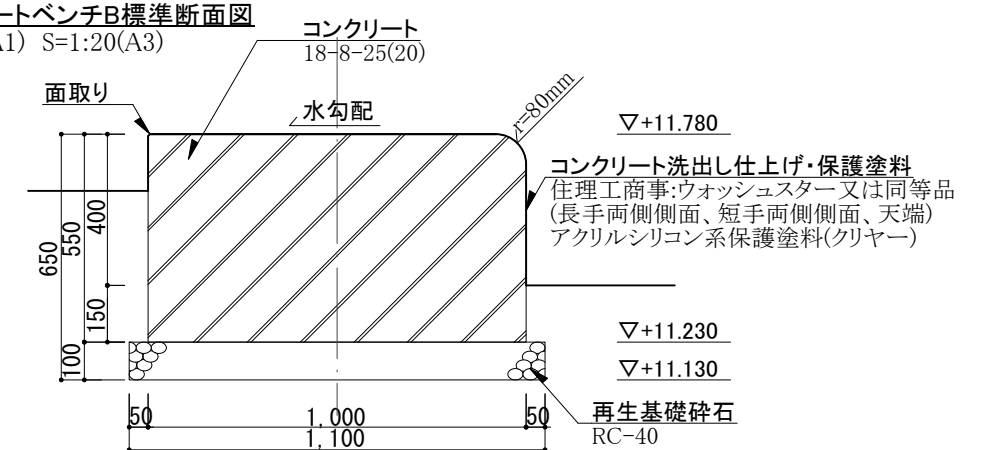 ートベンチB標準断面図
A1) S=1:20(A3)
コンクリート
18-8-25(20)
面取り
水勾配
r=80mm
▽+11.780
コンクリート洗出し仕上げ・保護塗料
住理工商事:ウォッシュスター又は同等品
(長手両側側面、短手両側側面、天端)
アクリルシリコン系保護塗料(クリヤー)
650
550
400
150
100
▽+11.230
▽+11.130
50
1,000
50
1,100
再生基礎砕石
RC-40